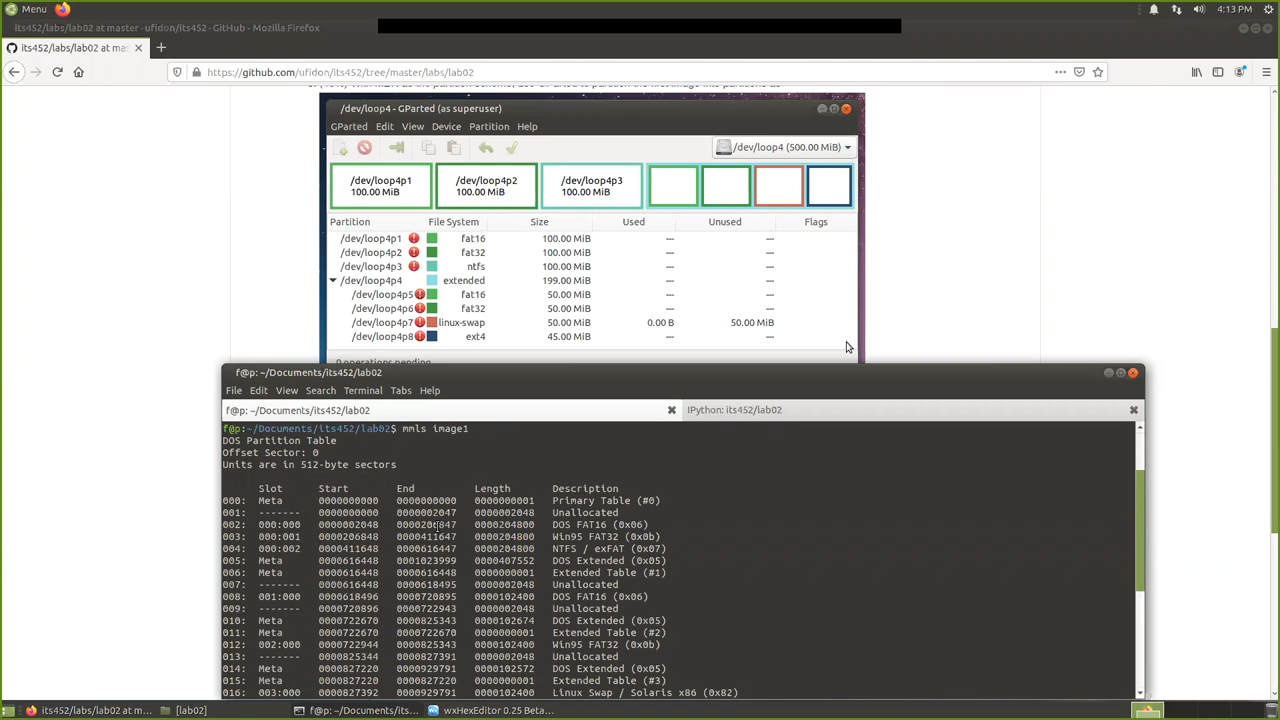 Menu
4:13 PM
its452/labs/lab02 at master · ufidon/its452 · GitHub - Mozilla Firefox
its452/labs/lab02 at mas
https://github.com/ufidon/its452/tree/master/labs/lab02
/dev/loop4 - GParted (as superuser)
GParted Edit View Device Partition Help
/dev/loop4 (500.00 MiB)
/dev/loop4p1 /dev/loop4p2 /dev/loop4p3
100.00 MiB 100.00 MiB 100.00 MiB
Partition File System Size Used Unused Flags
/dev/loop4p1 fat16 100.00 MiB --- ---
/dev/loop4p2 fat32 100.00 MiB --- ---
/dev/loop4p3 ntfs 100.00 MiB --- ---
/dev/loop4p4 extended 199.00 MiB --- ---
/dev/loop4p5 fat16 50.00 MiB --- ---
/dev/loop4p6 fat32 50.00 MiB --- ---
/dev/loop4p7 linux-swap 50.00 MiB 0.00 B 50.00 MiB
/dev/loop4p8 ext4 45.00 MiB --- ---
0 operations pending
f@p: ~/Documents/its452/lab02
File Edit View Search Terminal Tabs Help
f@p: ~/Documents/its452/lab02 IPython: its452/lab02
f@p:~/Documents/its452/lab02$ mmls image1
DOS Partition Table
Offset Sector: 0
Units are in 512-byte sectors
Slot Start End Length Description
000: Meta 0000000000 0000000000 0000000001 Primary Table (#0)
001: ------- 0000000000 0000002047 0000002048 Unallocated
002: 000:000 0000002048 0000206847 0000204800 DOS FAT16 (0x06)
003: 000:001 0000206848 0000411647 0000204800 Win95 FAT32 (0x0b)
004: 000:002 0000411648 0000616447 0000204800 NTFS / exFAT (0x07)
005: Meta 0000616448 0001023999 0000407552 DOS Extended (0x05)
006: Meta 0000616448 0000616448 0000000001 Extended Table (#1)
007: ------- 0000616448 0000618495 0000002048 Unallocated
008: 001:000 0000618496 0000720895 0000102400 DOS FAT16 (0x06)
009: ------- 0000720896 0000722943 0000002048 Unallocated
010: Meta 0000722670 0000825343 0000102674 DOS Extended (0x05)
011: Meta 0000722670 0000722670 0000000001 Extended Table (#2)
012: 002:000 0000722944 0000825343 0000102400 Win95 FAT32 (0x0b)
013: ------- 0000825344 0000827391 0000002048 Unallocated
014: Meta 0000827220 0000929791 0000102572 DOS Extended (0x05)
015: Meta 0000827220 0000827220 0000000001 Extended Table (#3)
016: 003:000 0000827392 0000929791 0000102400 Linux Swap / Solaris x86 (0x82)
its452/labs/lab02 at m... [lab02] f@p: ~/Documents/its... wxHexEditor 0.25 Beta...